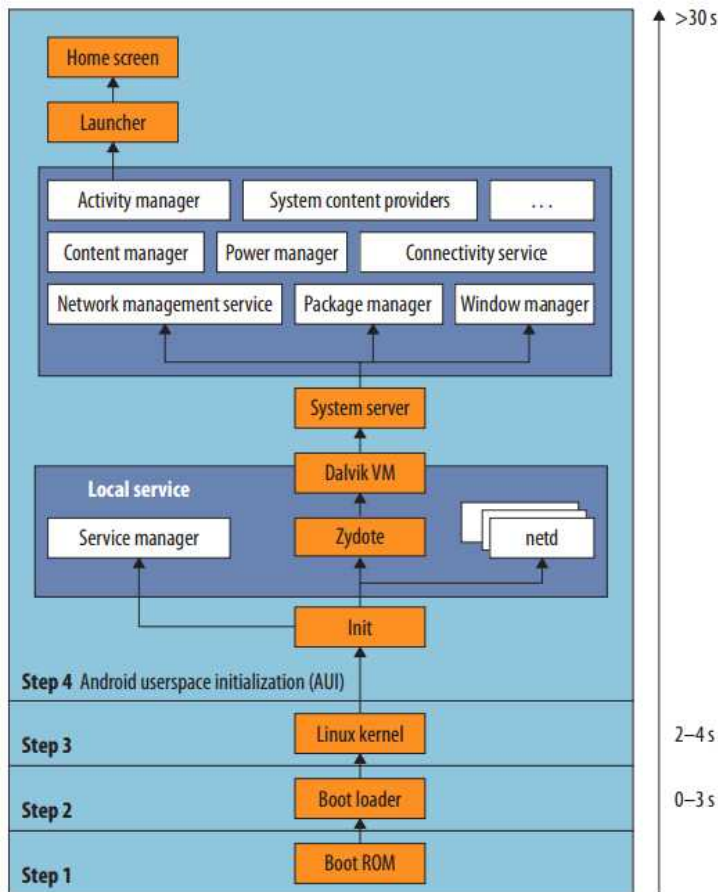 >30 s
Home screen
Launcher
Activity manager
System content providers
...
Content manager
Power manager
Connectivity service
Network management service
Package manager
Window manager
System server
Dalvik VM
Local service
Service manager
Zydote
netd
Init
Step 4 Android userspace initialization (AUI)
Linux kernel
2–4 s
Step 3
Boot loader
0–3 s
Step 2
Boot ROM
Step 1